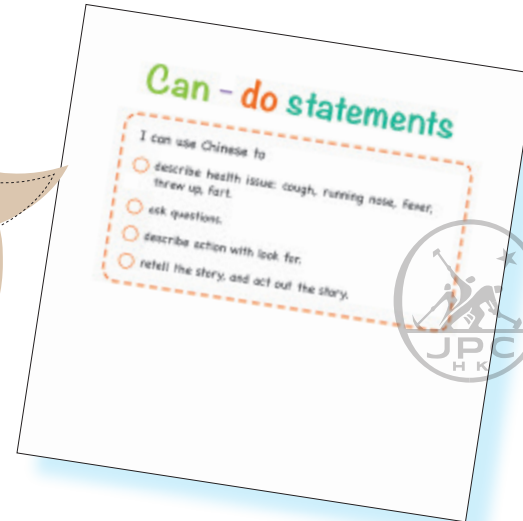 Can - do statements
I can use Chinese to
describe health issue: cough, running nose, fever,
threw up, fart.
ask questions.
describe action with look for.
retell the story, and act out the story.
JPC
HK